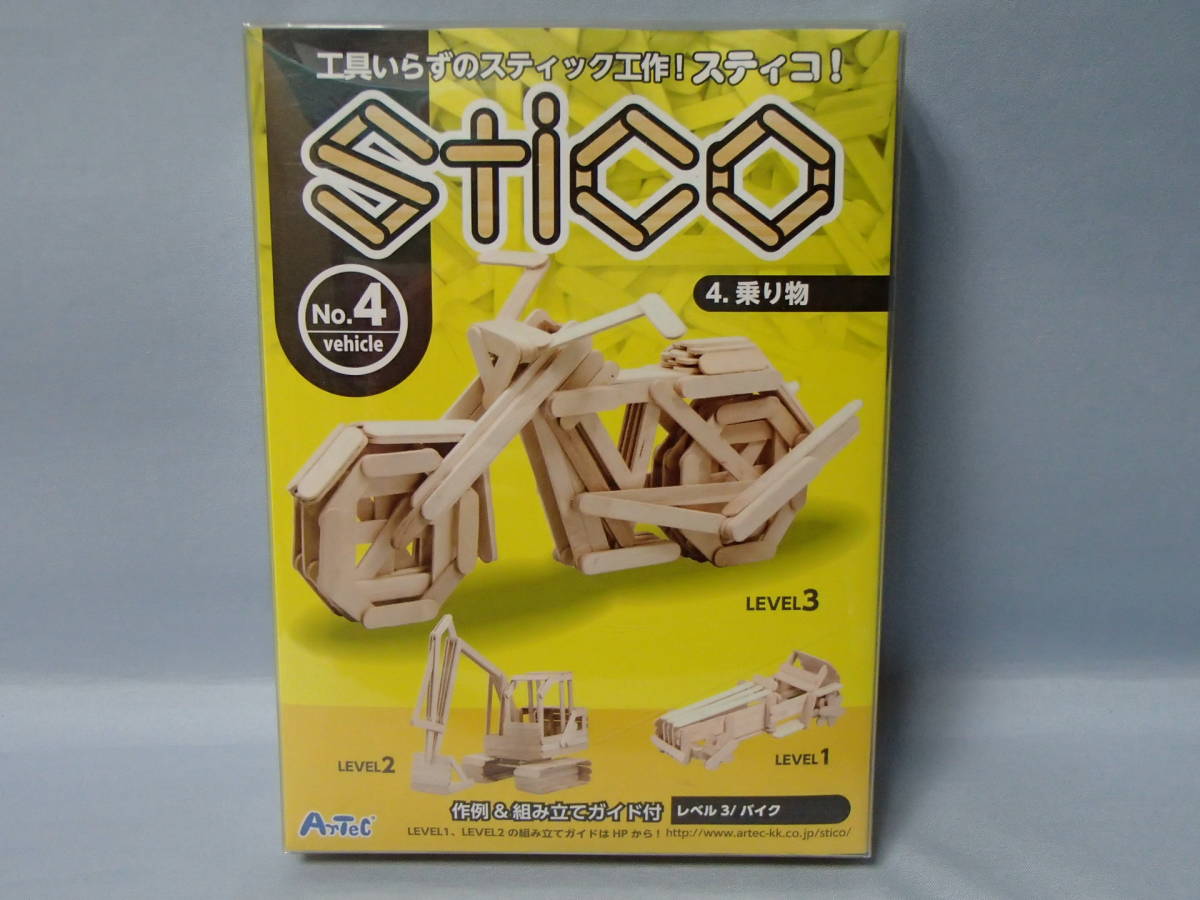 工具いらずのスティック工作！スティコ！
Stico
No.4
vehicle
4. 乗り物
LEVEL3
LEVEL2
LEVEL1
作例＆組み立てガイド付 レベル 3/ バイク
ArTeC
LEVEL1、LEVEL2 の組み立てガイドは HP から！http://www.artec-kk.co.jp/stico/